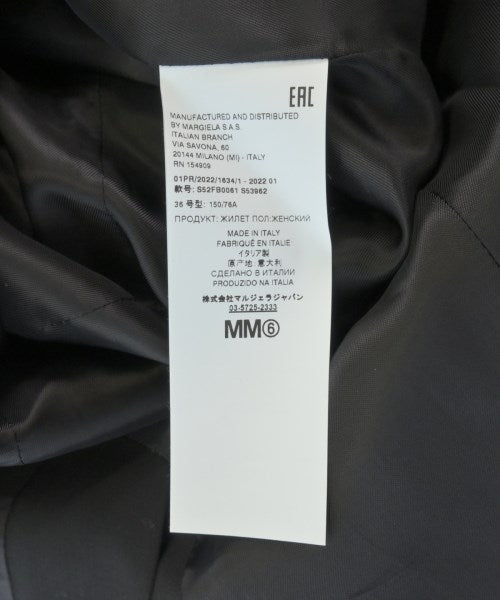 EAC
MANUFACTURED AND DISTRIBUTED
BY MARGIELA S.A.S.
ITALIAN BRANCH
VIA SAVONA, 60
20144 MILANO (MI) - ITALY
RN 154909
01PR/2022/1634/1 - 2022 01
款号: S52FB0061 S53962
36 号型: 150/76A
ПРОДУКТ: ЖИЛЕТ ПОЛ:ЖЕНСКИЙ
MADE IN ITALY
FABRIQUÉ EN ITALIE
イタリア製
原产地: 意大利
СДЕЛАНО В ИТАЛИИ
PRODUZIDO NA ITALIA
株式会社マルジェラジャパン
03-5725-2333
MM⑥